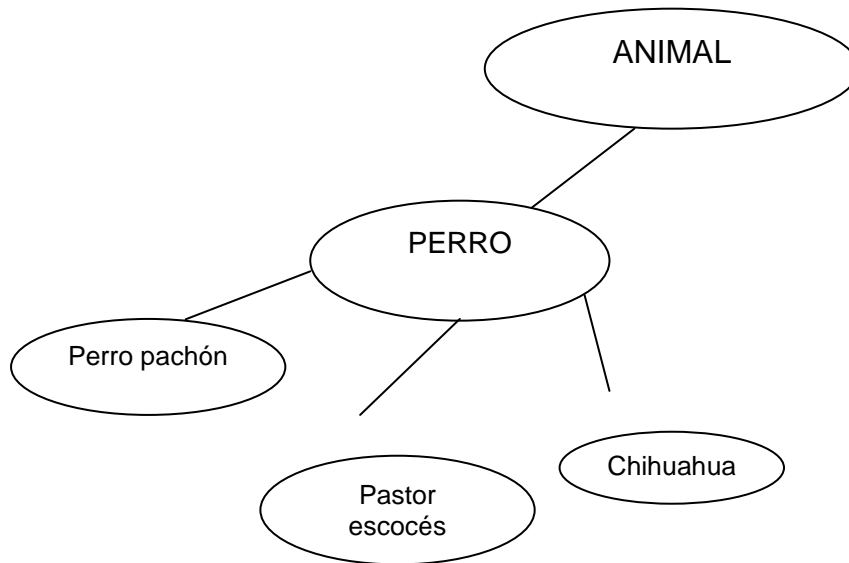 ANIMAL
PERRO
Perro pachón
Pastor
escocés
Chihuahua